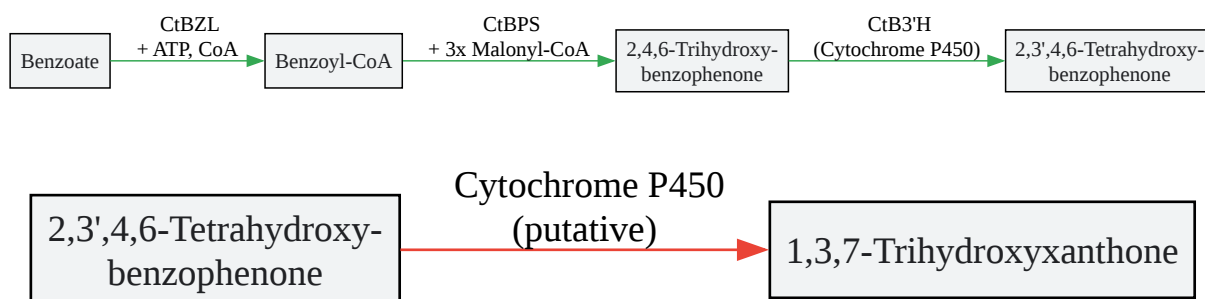 CtBZL
+ ATP, CoA
CtBPS
+ 3x Malonyl-CoA
CtB3'H
(Cytochrome P450)
Benzoate
Benzoyl-CoA
2,4,6-Trihydroxy-
benzophenone
2,3',4,6-Tetrahydroxy-
benzophenone
Cytochrome P450
(putative)
2,3',4,6-Tetrahydroxy-
benzophenone
1,3,7-Trihydroxyxanthone